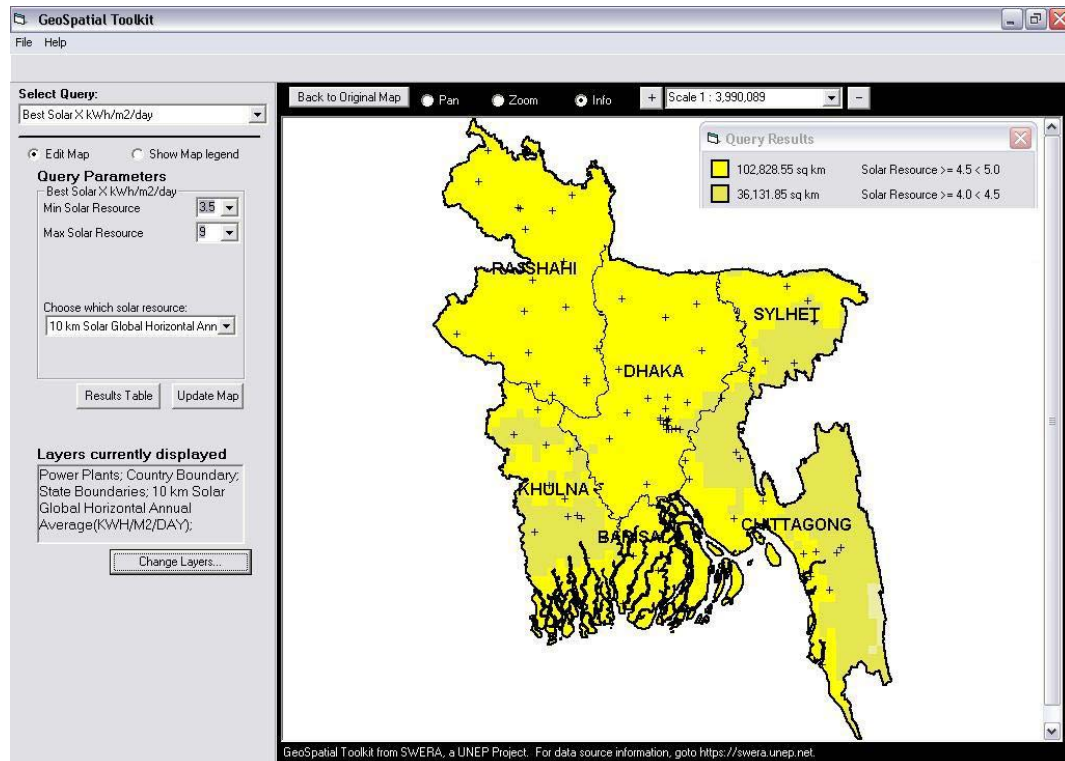 GeoSpatial Toolkit
File Help
Select Query:
Best Solar X kWh/m2/day
Edit Map Show Map legend
Query Parameters
Best Solar X kWh/m2/day
Min Solar Resource 3.5
Max Solar Resource 9
Choose which solar resource:
10 km Solar Global Horizontal Ann
Results Table Update Map
Layers currently displayed
Power Plants; Country Boundary;
State Boundaries; 10 km Solar
Global Horizontal Annual
Average(KWH/M2/DAY);
Change Layers...
Back to Original Map Pan Zoom Info + Scale 1 : 3,990,089 -
Query Results
102,828.55 sq km Solar Resource >= 4.5 < 5.0
36,131.85 sq km Solar Resource >= 4.0 < 4.5
RAJSHAHI
SYLHET
DHAKA
KHULNA
CHITTAGONG
BARISAL
GeoSpatial Toolkit from SWERA, a UNEP Project. For data source information, goto https://swera.unep.net.